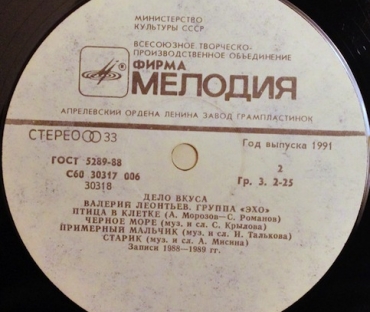 МИНИСТЕРСТВО
КУЛЬТУРЫ СССР
ВСЕСОЮЗНОЕ ТВОРЧЕСКО-
ПРОИЗВОДСТВЕННОЕ ОБЪЕДИНЕНИЕ
ФИРМА
МЕЛОДИЯ
АПРЕЛЕВСКИЙ ОРДЕНА ЛЕНИНА ЗАВОД ГРАМПЛАСТИНОК
СТЕРЕО 33
Год выпуска 1991
ГОСТ 5289-88
С60 30317 006
30318
2
Гр. 3. 2-25
ДЕЛО ВКУСА
ВАЛЕРИЙ ЛЕОНТЬЕВ, ГРУППА «ЭХО»
ПТИЦА В КЛЕТКЕ (А. Морозов—С. Романов)
ЧЕРНОЕ МОРЕ (муз. и сл. С. Крылова)
ПРИМЕРНЫЙ МАЛЬЧИК (муз. и сл. И. Талькова)
СТАРИК (муз. и сл. А. Мисина)
Записи 1988—1989 гг.